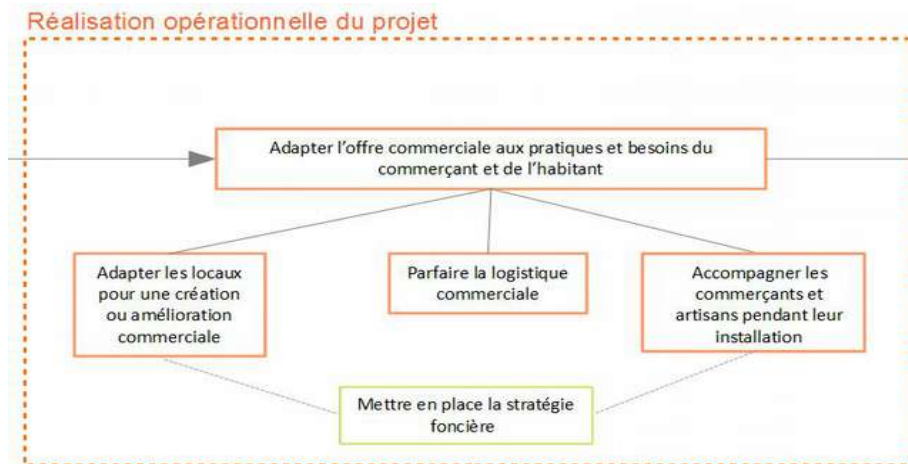 Réalisation opérationnelle du projet
Adapter l’offre commerciale aux pratiques et besoins du
commerçant et de l’habitant
Adapter les locaux
pour une création
ou amélioration
commerciale
Parfaire la logistique
commerciale
Accompagner les
commerçants et
artisans pendant leur
installation
Mettre en place la stratégie
foncière